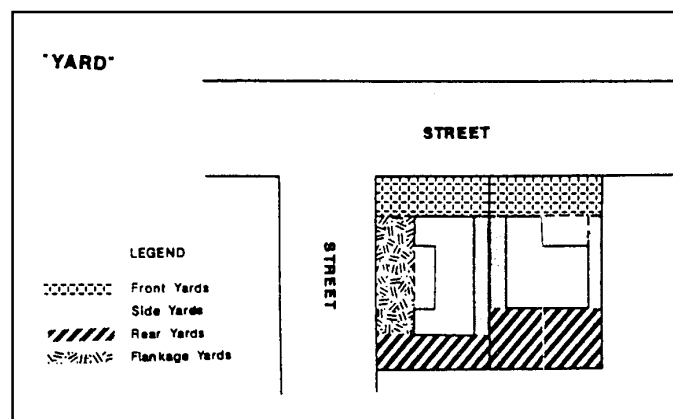 "YARD"
STREET
STREET
LEGEND
Front Yards
Side Yards
Rear Yards
Flankage Yards